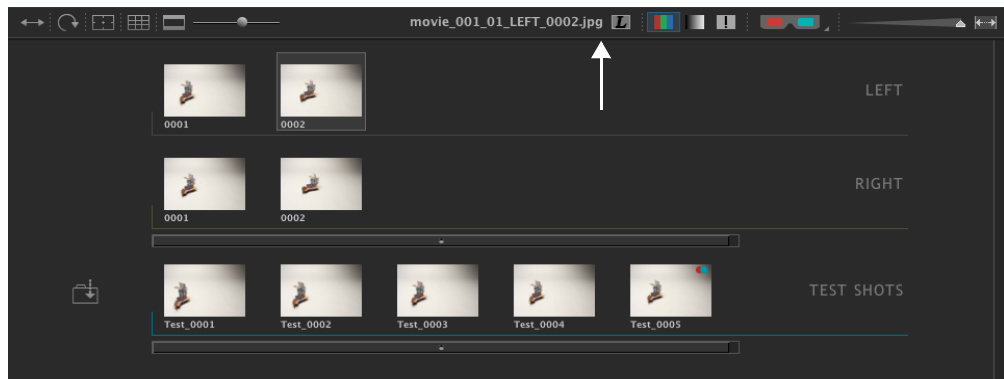 movie_001_01_LEFT_0002.jpg L
LEFT
0001 0002
RIGHT
0001 0002
TEST SHOTS
Test_0001 Test_0002 Test_0003 Test_0004 Test_0005